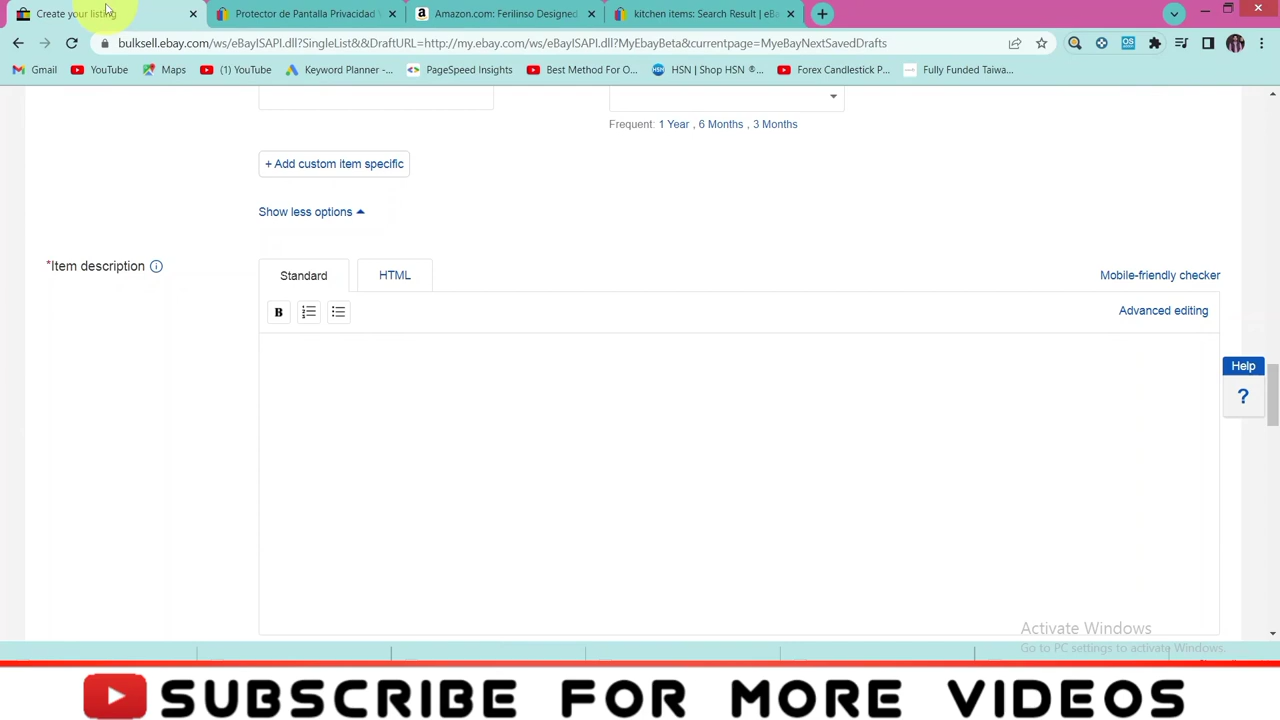 Create your listing
Protector de Pantalla Privacidad
Amazon.com: Ferilinso Designed
kitchen items: Search Result | eBa
bulksell.ebay.com/ws/eBayISAPI.dll?SingleList&&DraftURL=http://my.ebay.com/ws/eBayISAPI.dll?MyEbayBeta&currentpage=MyeBayNextSavedDrafts
Gmail YouTube Maps (1) YouTube Keyword Planner -... PageSpeed Insights Best Method For O... HSN | Shop HSN ®... Forex Candlestick P... Fully Funded Taiwa...
Frequent: 1 Year , 6 Months , 3 Months
+ Add custom item specific
Show less options
*Item description
Standard HTML Mobile-friendly checker
B Advanced editing
Help
?
Activate Windows
Go to PC settings to activate Windows.
SUBSCRIBE FOR MORE VIDEOS